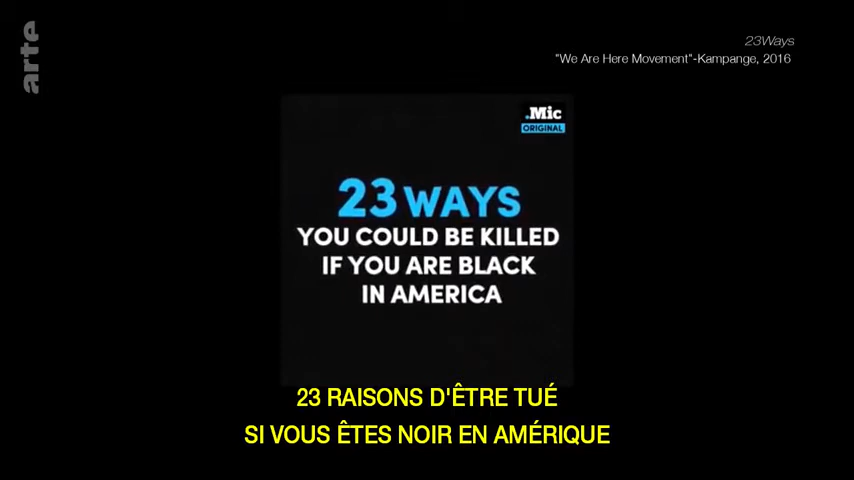 arte
23Ways
"We Are Here Movement"-Kampange, 2016
.Mic
ORIGINAL
23 WAYS
YOU COULD BE KILLED
IF YOU ARE BLACK
IN AMERICA
23 RAISONS D'ÊTRE TUÉ
SI VOUS ÊTES NOIR EN AMÉRIQUE